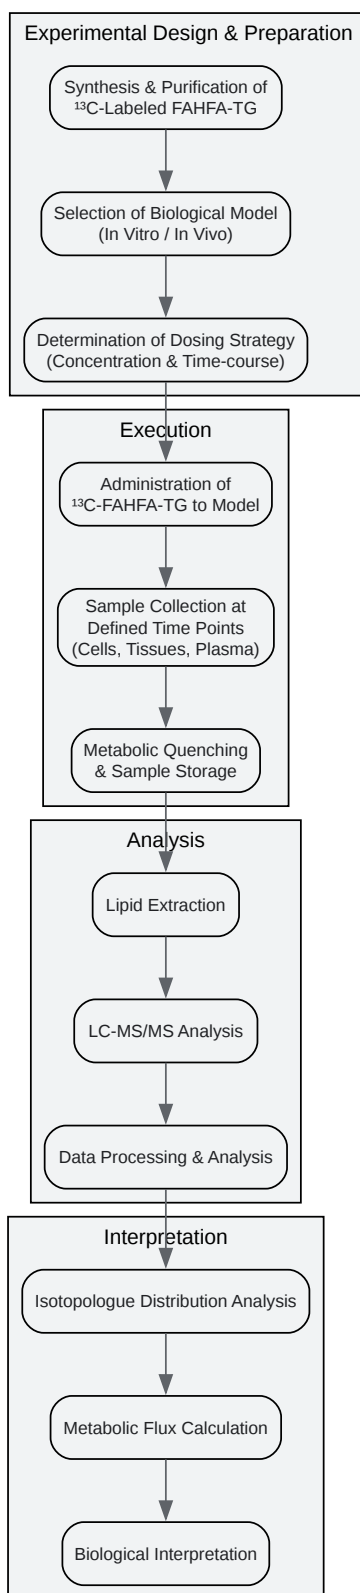 Experimental Design & Preparation
Synthesis & Purification of
¹³C-Labeled FAHFA-TG
Selection of Biological Model
(In Vitro / In Vivo)
Determination of Dosing Strategy
(Concentration & Time-course)
Execution
Administration of
¹³C-FAHFA-TG to Model
Sample Collection at
Defined Time Points
(Cells, Tissues, Plasma)
Metabolic Quenching
& Sample Storage
Analysis
Lipid Extraction
LC-MS/MS Analysis
Data Processing & Analysis
Interpretation
Isotopologue Distribution Analysis
Metabolic Flux Calculation
Biological Interpretation